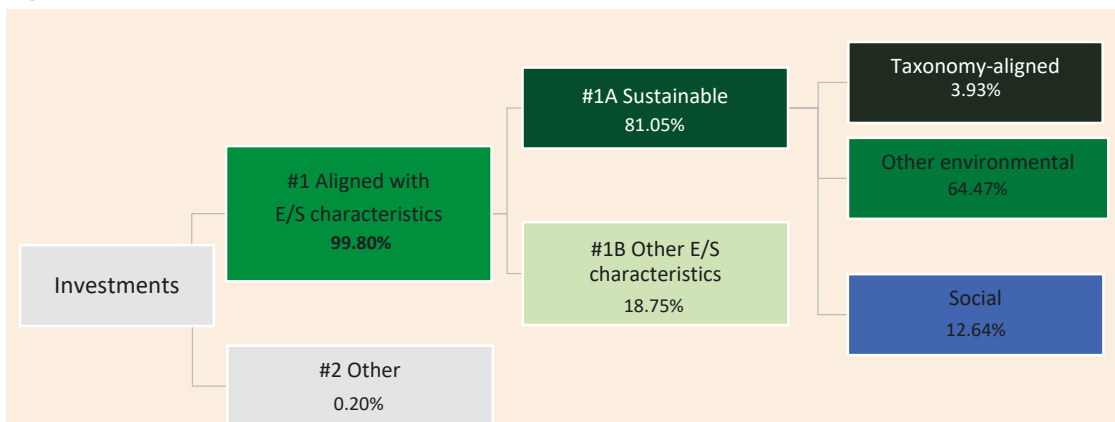 Investments
#1 Aligned with
E/S characteristics
99.80%
#2 Other
0.20%
#1A Sustainable
81.05%
#1B Other E/S
characteristics
18.75%
Taxonomy-aligned
3.93%
Other environmental
64.47%
Social
12.64%